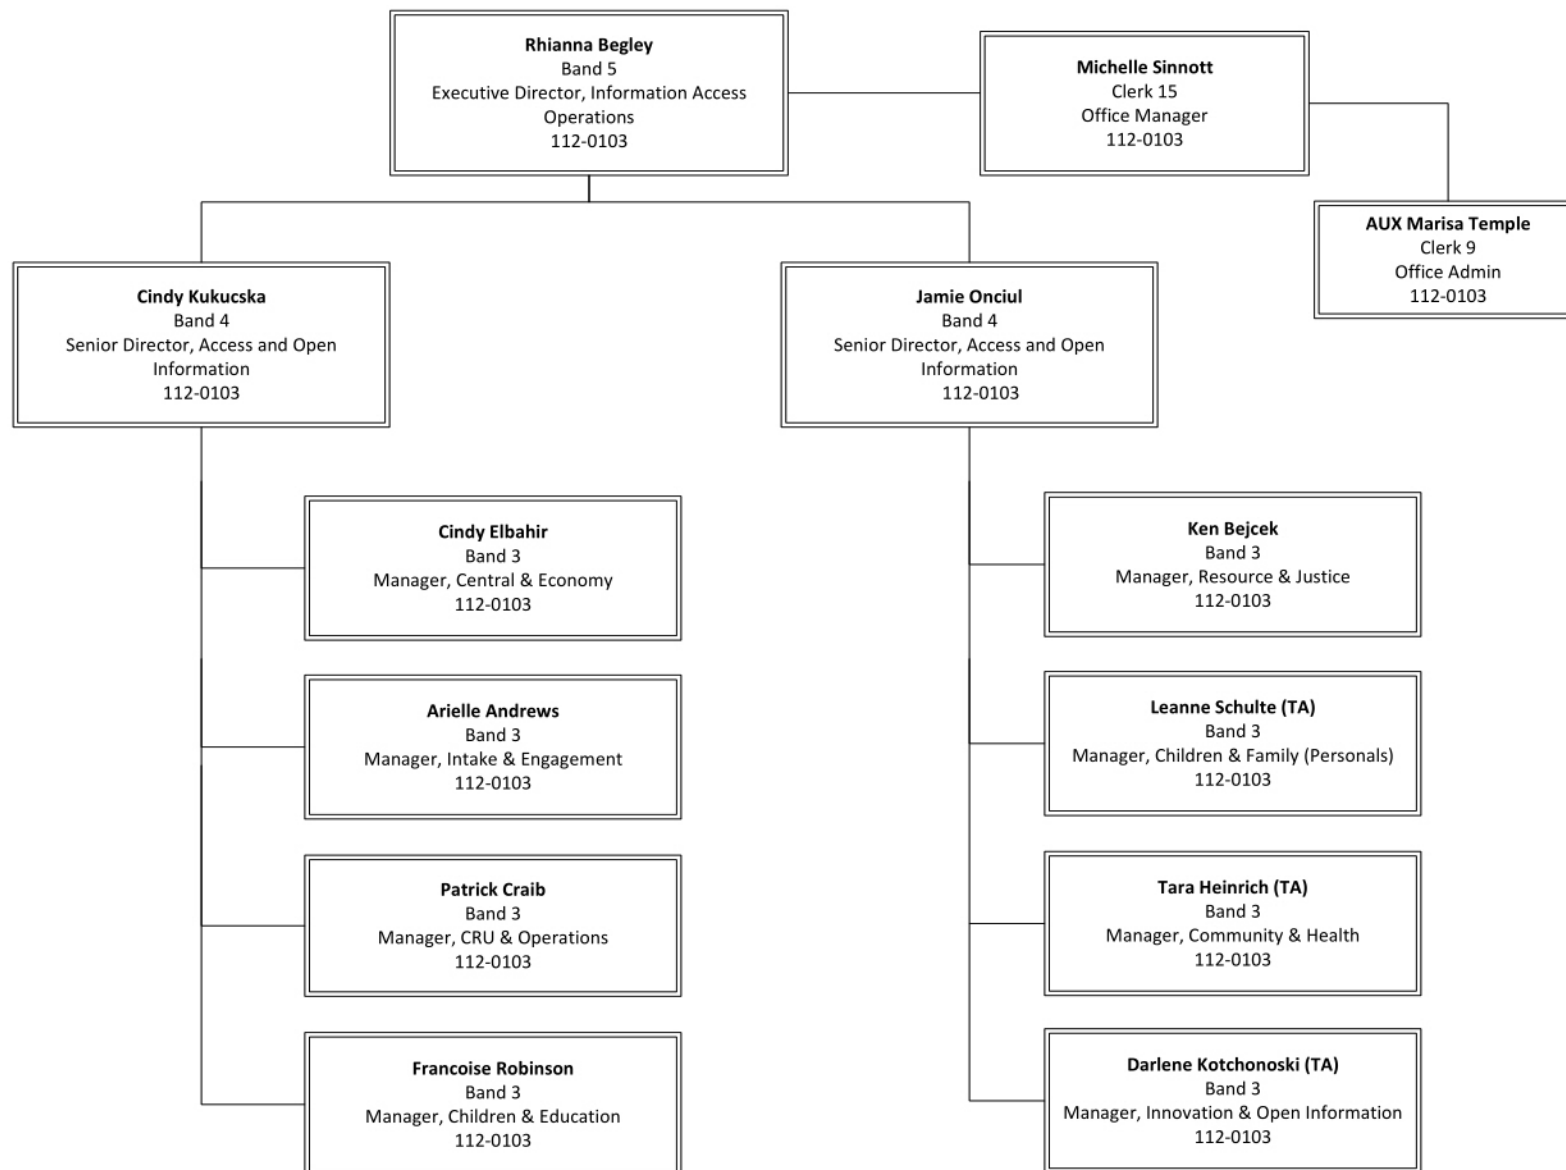 Rhianna Begley
Band 5
Executive Director, Information Access
Operations
112-0103
Michelle Sinnott
Clerk 15
Office Manager
112-0103
AUX Marisa Temple
Clerk 9
Office Admin
112-0103
Cindy Kukucska
Band 4
Senior Director, Access and Open
Information
112-0103
Jamie Onciul
Band 4
Senior Director, Access and Open
Information
112-0103
Cindy Elbahir
Band 3
Manager, Central & Economy
112-0103
Arielle Andrews
Band 3
Manager, Intake & Engagement
112-0103
Patrick Craib
Band 3
Manager, CRU & Operations
112-0103
Francoise Robinson
Band 3
Manager, Children & Education
112-0103
Ken Bejcek
Band 3
Manager, Resource & Justice
112-0103
Leanne Schulte (TA)
Band 3
Manager, Children & Family (Personals)
112-0103
Tara Heinrich (TA)
Band 3
Manager, Community & Health
112-0103
Darlene Kotchonoski (TA)
Band 3
Manager, Innovation & Open Information
112-0103